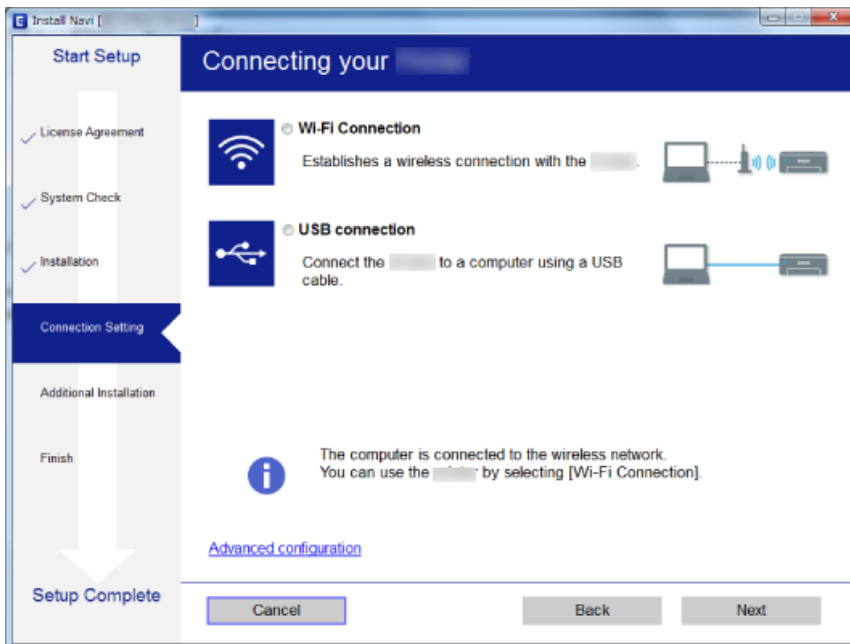 E Install Navi [ ]
Start Setup
Connecting your
License Agreement
Wi-Fi Connection
Establishes a wireless connection with the .
System Check
USB connection
Connect the to a computer using a USB
cable.
Installation
Connection Setting
Additional Installation
Finish
The computer is connected to the wireless network.
You can use the by selecting [Wi-Fi Connection].
Advanced configuration
Setup Complete
Cancel
Back
Next